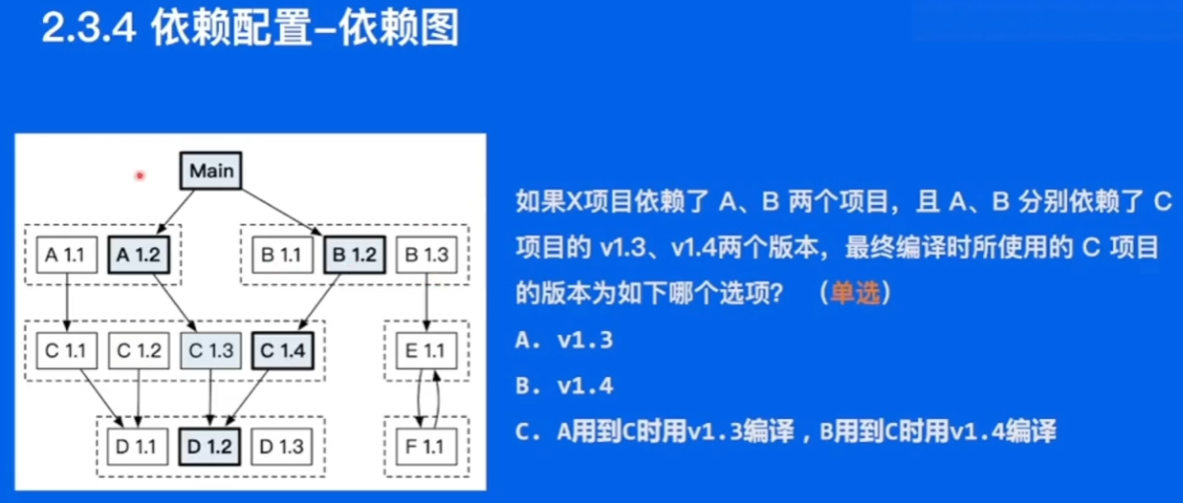 2.3.4 依赖配置-依赖图
Main
A 1.1 A 1.2 B 1.1 B 1.2 B 1.3
C 1.1 C 1.2 C 1.3 C 1.4 E 1.1
D 1.1 D 1.2 D 1.3 F 1.1
如果X项目依赖了 A、B 两个项目，且 A、B 分别依赖了 C
项目的 v1.3、v1.4两个版本，最终编译时所使用的 C 项目
的版本为如下哪个选项？（单选）
A. v1.3
B. v1.4
C. A用到C时用v1.3编译，B用到C时用v1.4编译